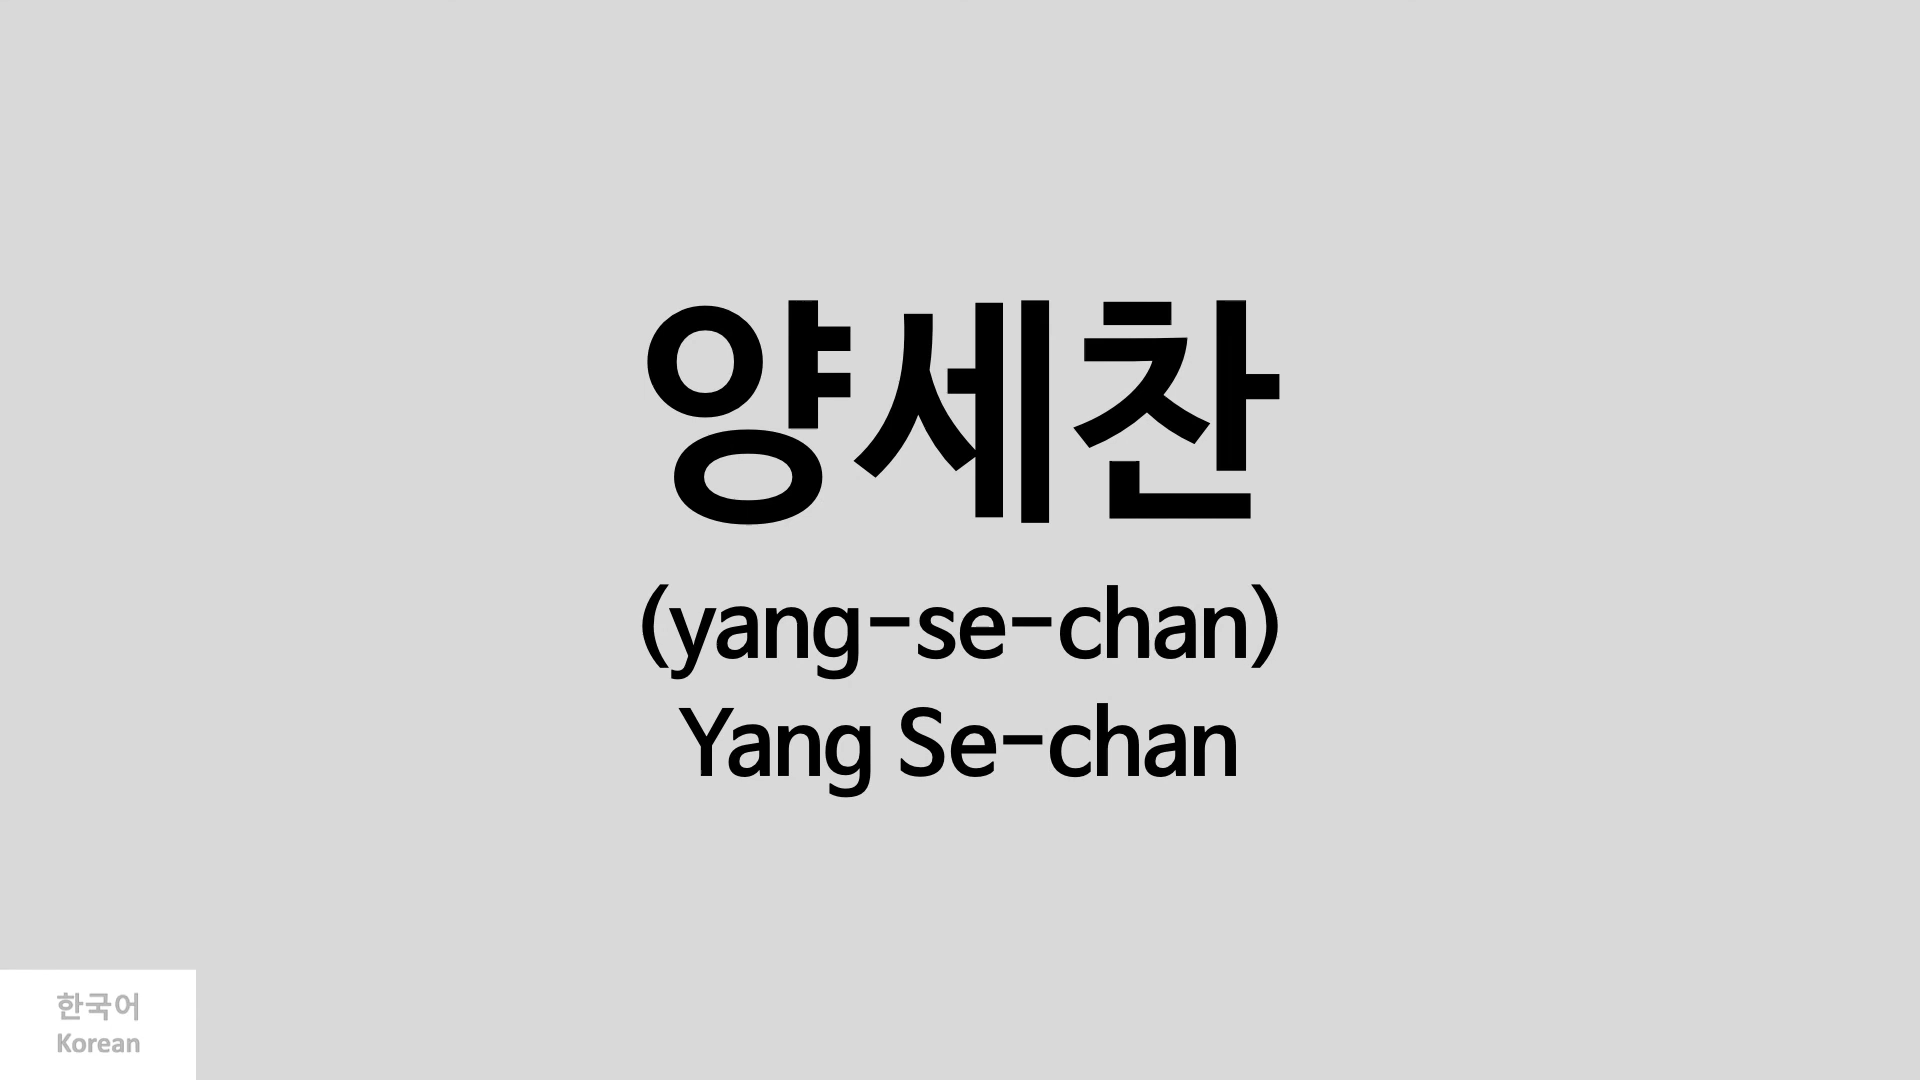 양세찬
(yang-se-chan)
Yang Se-chan
한국어
Korean